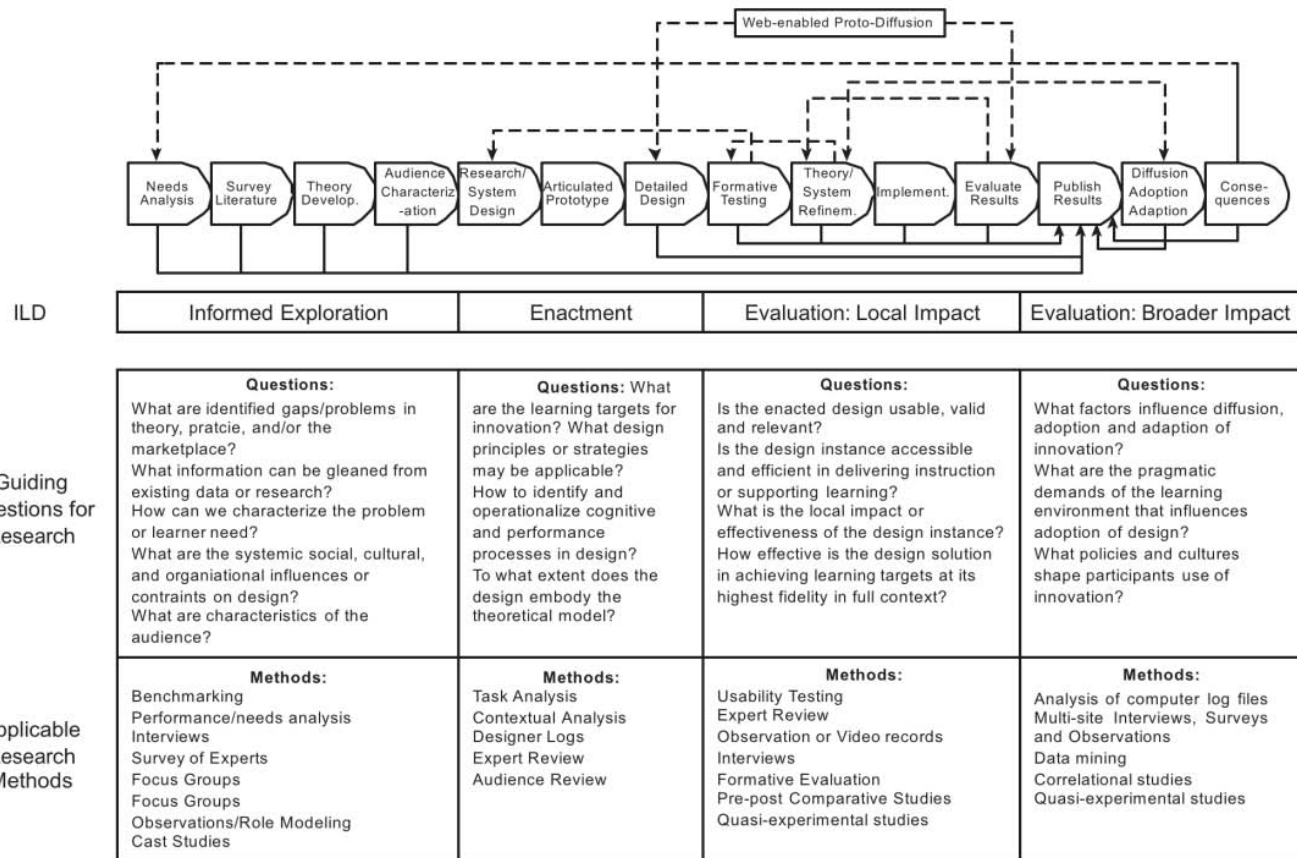 Web-enabled Proto-Diffusion
Needs
Analysis
Survey
Literature
Theory
Develop.
Audience
Characteriz
-ation
Research/
System
Design
Articulated
Prototype
Detailed
Design
Formative
Testing
Theory/
System
Refinem.
Implement.
Evaluate
Results
Publish
Results
Diffusion
Adoption
Adaption
Conse-
quences
ILD
Informed Exploration
Enactment
Evaluation: Local Impact
Evaluation: Broader Impact
Guiding
estions for
esearch
Questions:
What are identified gaps/problems in
theory, pratcie, and/or the
marketplace?
What information can be gleaned from
existing data or research?
How can we characterize the problem
or learner need?
What are the systemic social, cultural,
and organiational influences or
contraints on design?
What are characteristics of the
audience?
Questions: What
are the learning targets for
innovation? What design
principles or strategies
may be applicable?
How to identify and
operationalize cognitive
and performance
processes in design?
To what extent does the
design embody the
theoretical model?
Questions:
Is the enacted design usable, valid
and relevant?
Is the design instance accessible
and efficient in delivering instruction
or supporting learning?
What is the local impact or
effectiveness of the design instance?
How effective is the design solution
in achieving learning targets at its
highest fidelity in full context?
Questions:
What factors influence diffusion,
adoption and adaption of
innovation?
What are the pragmatic
demands of the learning
environment that influences
adoption of design?
What policies and cultures
shape participants use of
innovation?
pplicable
esearch
Methods
Methods:
Benchmarking
Performance/needs analysis
Interviews
Survey of Experts
Focus Groups
Focus Groups
Observations/Role Modeling
Cast Studies
Methods:
Task Analysis
Contextual Analysis
Designer Logs
Expert Review
Audience Review
Methods:
Usability Testing
Expert Review
Observation or Video records
Interviews
Formative Evaluation
Pre-post Comparative Studies
Quasi-experimental studies
Methods:
Analysis of computer log files
Multi-site Interviews, Surveys
and Observations
Data mining
Correlational studies
Quasi-experimental studies